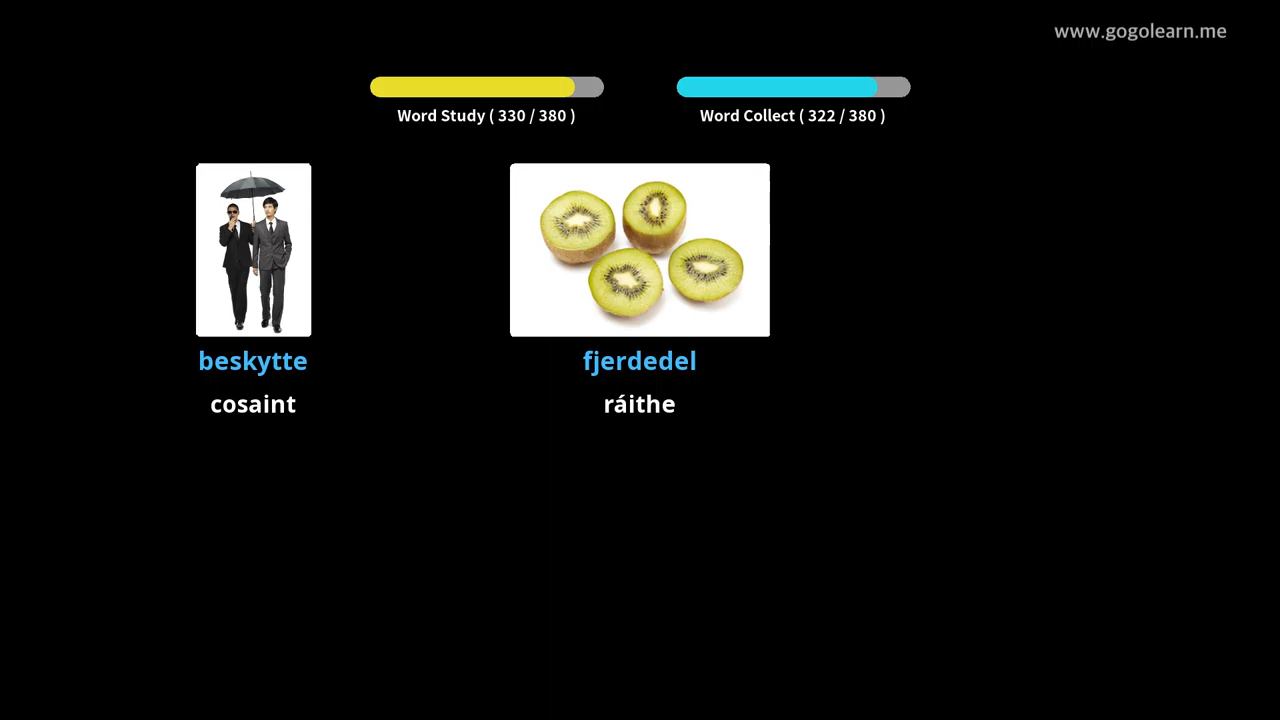 www.gogolearn.me
Word Study ( 330 / 380 )
Word Collect ( 322 / 380 )
beskytte
cosaint
fjerdedel
ráithe